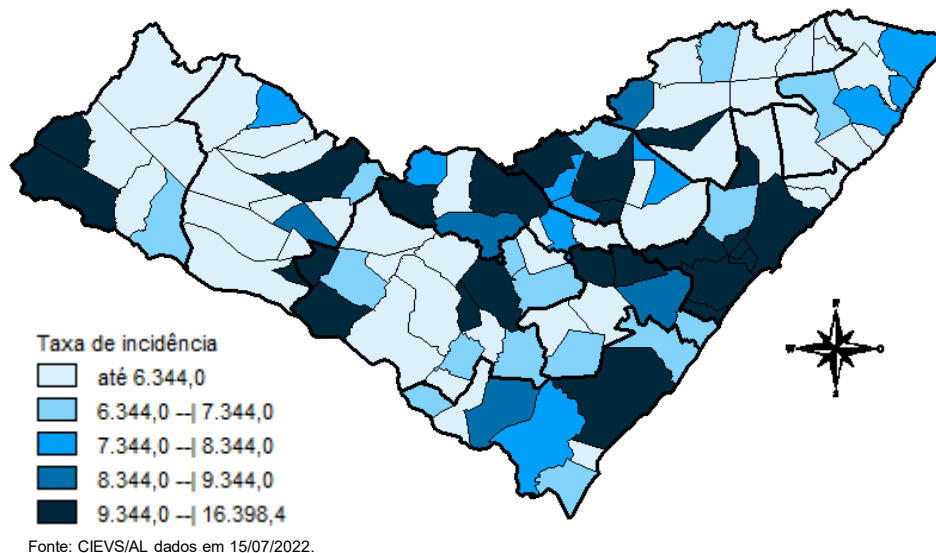 N
W
O
S
Taxa de incidência
até 6.344,0
6.344,0 --| 7.344,0
7.344,0 --| 8.344,0
8.344,0 --| 9.344,0
9.344,0 --| 16.398,4
Fonte: CIEVS/AL dados em 15/07/2022.